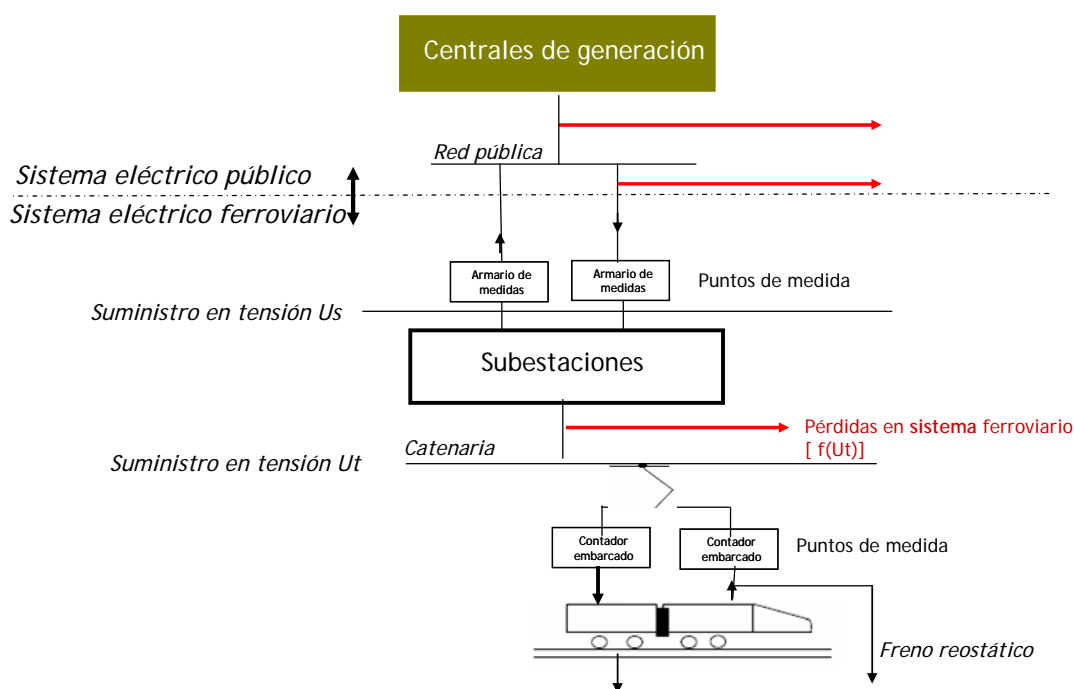 Centrales de generación
Red pública
Sistema eléctrico público
Sistema eléctrico ferroviario
Armario de
medidas
Armario de
medidas
Puntos de medida
Suministro en tensión Us
Subestaciones
Pérdidas en sistema ferroviario
[ f(Ut)]
Catenaria
Suministro en tensión Ut
Contador
embarcado
Contador
embarcado
Puntos de medida
Freno reostático